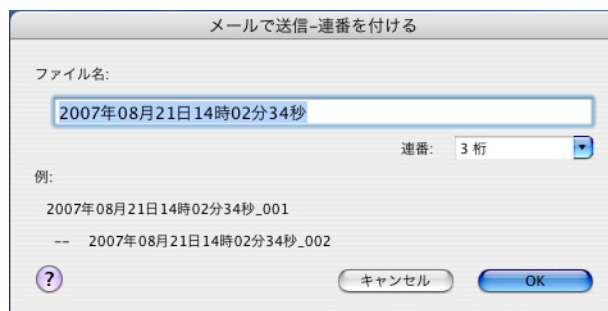 メールで送信-連番を付ける
ファイル名:
2007年08月21日14時02分34秒
連番: 3 桁
例:
2007年08月21日14時02分34秒_001
-- 2007年08月21日14時02分34秒_002
? キャンセル OK